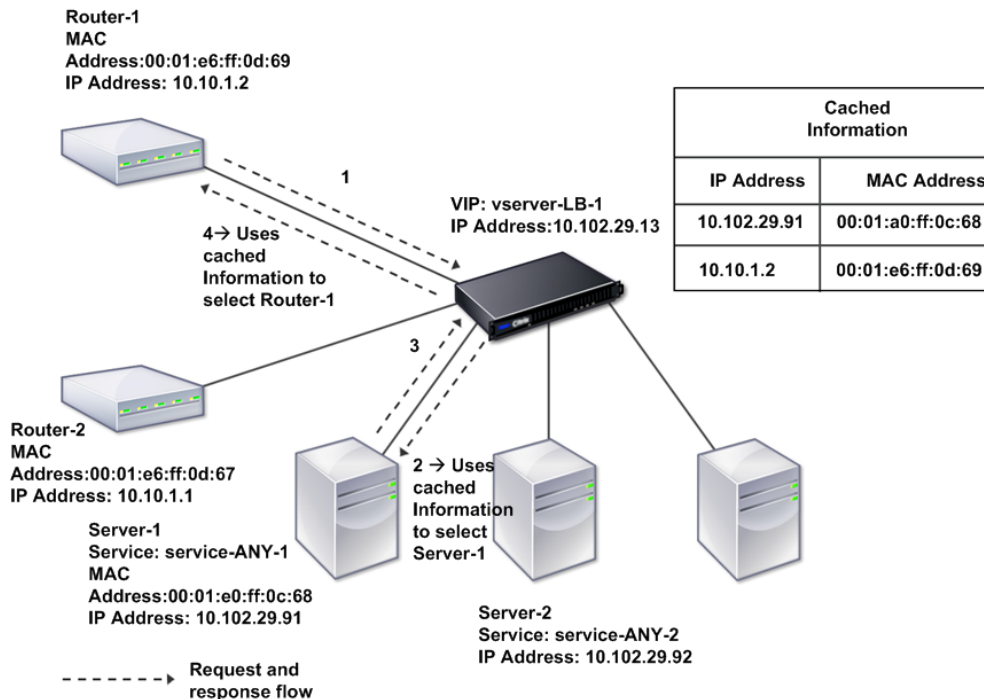 Router-1
MAC
Address:00:01:e6:ff:0d:69
IP Address: 10.10.1.2
Cached
Information
IP Address MAC Address
10.102.29.91 00:01:a0:ff:0c:68
10.10.1.2 00:01:e6:ff:0d:69
1
VIP: vserver-LB-1
IP Address:10.102.29.13
4→ Uses
cached
Information to
select Router-1
3
Router-2
MAC
Address:00:01:e6:ff:0d:67
IP Address: 10.10.1.1
2 → Uses
cached
Information
to select
Server-1
Server-1
Service: service-ANY-1
MAC
Address:00:01:e0:ff:0c:68
IP Address: 10.102.29.91
Server-2
Service: service-ANY-2
IP Address: 10.102.29.92
Request and
response flow